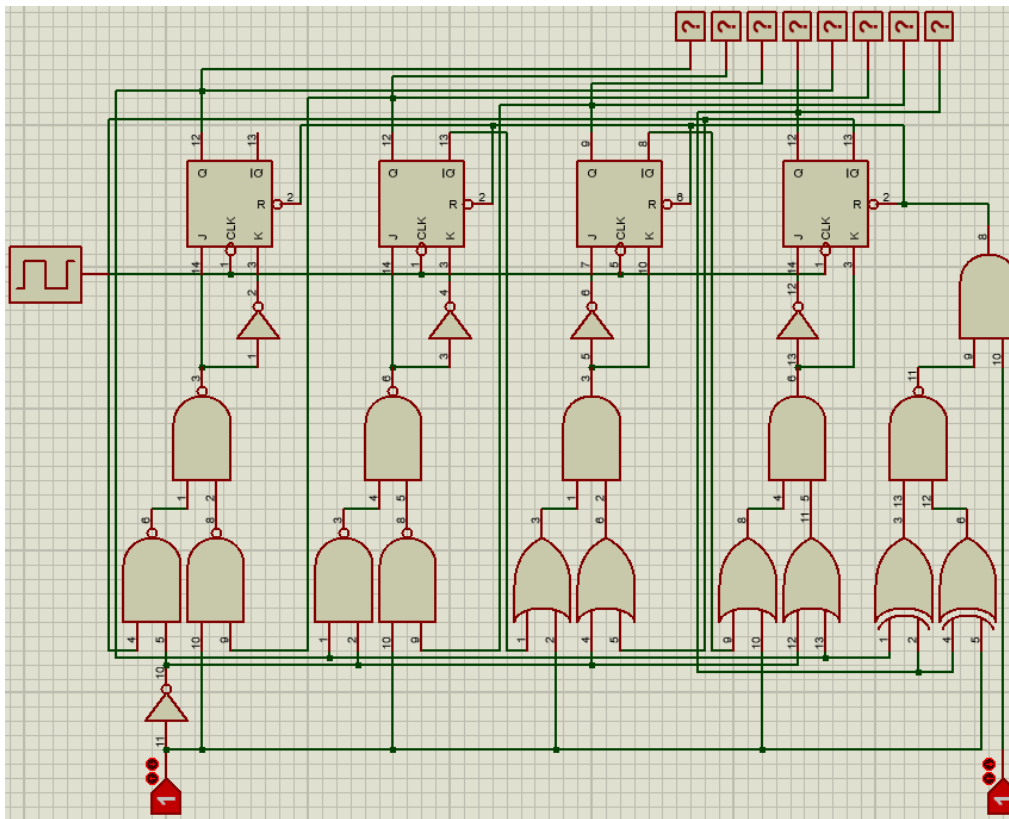 ? ? ? ? ? ? ? ?
12 13 12 13 9 8 12 13
Q !Q Q !Q Q !Q Q !Q
R 2 R 2 R 6 R 2
J CLK K J CLK K J CLK K J CLK K
8
14 1 3 14 1 3 7 5 10 14 1 3
2 4 6 12
1 3 5 13 9 10
3 6 3 6 11
1 2 4 5 1 2 4 5 13 12
6 8 3 8 3 6 8 11 3 6
4 5 10 9 1 2 10 9 1 2 4 5 9 10 12 13 1 2 4 5
10
11
1 1